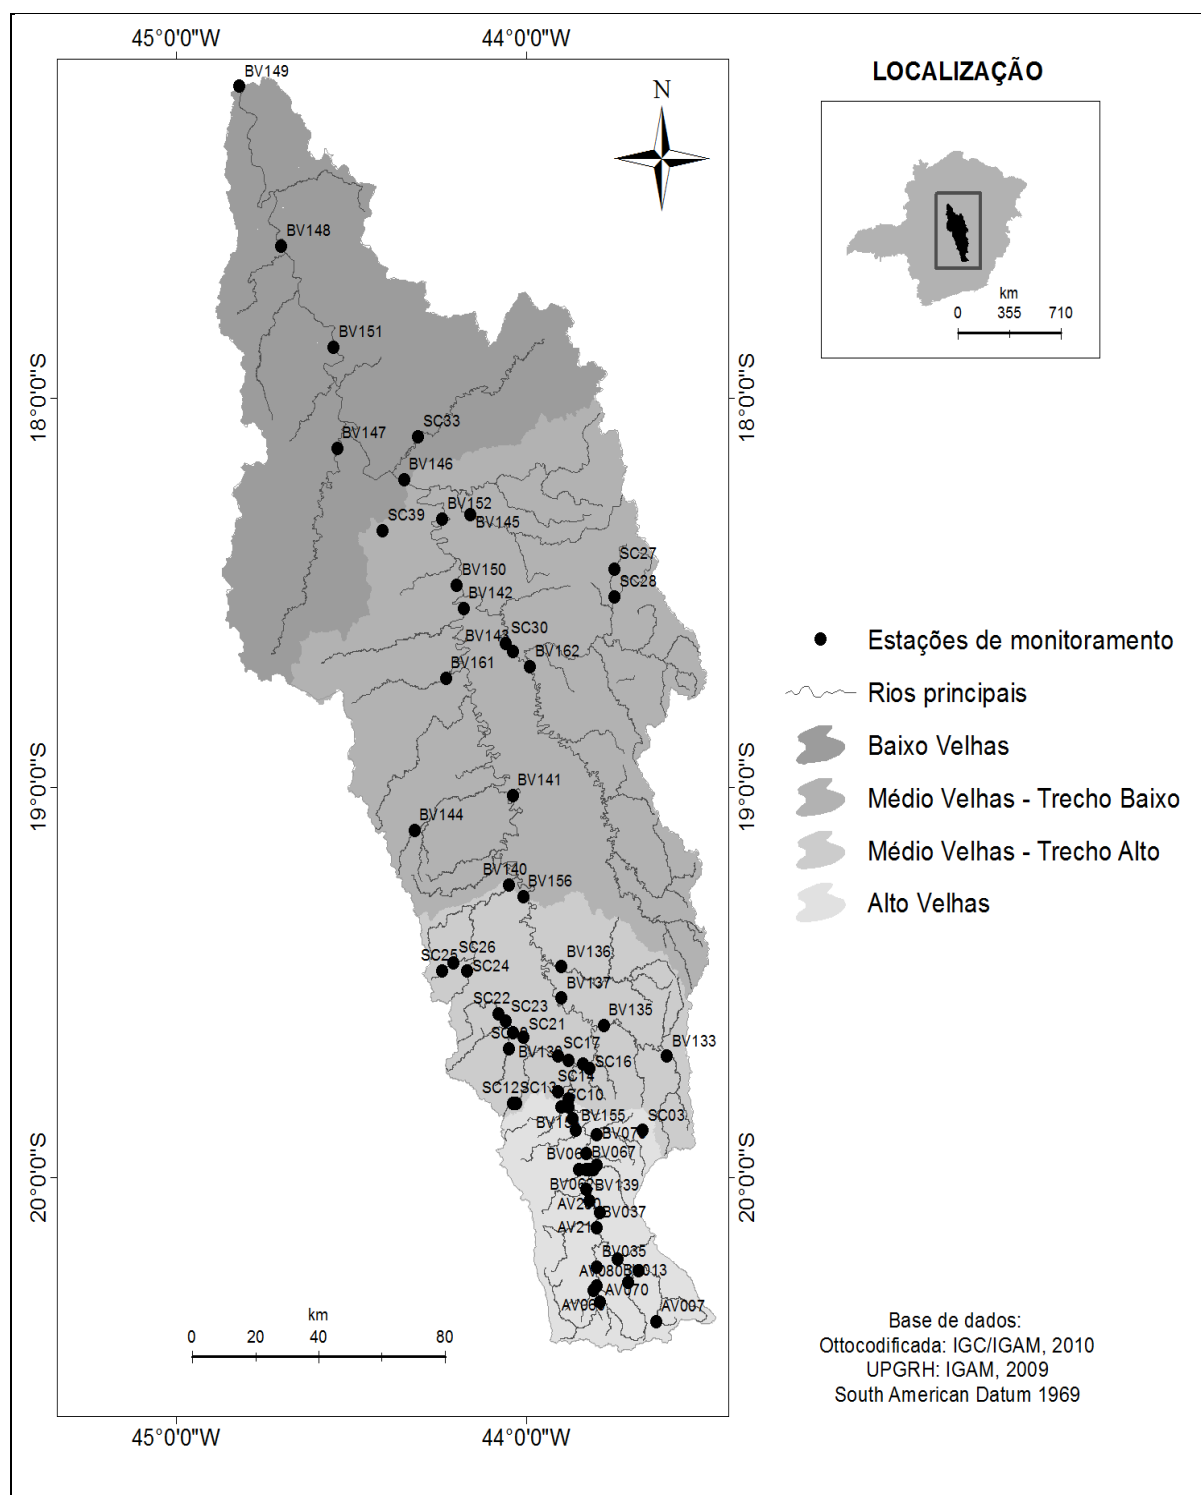 45°0'0"W
44°0'0"W
LOCALIZAÇÃO
BV149
N
BV148
km
0 355 710
BV151
18°0'0"S
18°0'0"S
SC33
BV147
BV146
BV152
SC39
BV145
SC27
BV150
SC28
BV142
SC30
BV143
BV162
BV161
Estações de monitoramento
Rios principais
Baixo Velhas
19°0'0"S
19°0'0"S
BV141
Médio Velhas - Trecho Baixo
BV144
Médio Velhas - Trecho Alto
BV140
BV156
Alto Velhas
SC26
SC25
SC24
BV136
BV137
SC22
SC23
BV135
SC21
SC17
BV133
SC16
SC14
SC12
SC13
SC10
BV155
SC03
BV067
20°0'0"S
20°0'0"S
BV139
BV037
BV035
AV080
AV070
AV007
km
0 20 40 80
Base de dados:
Ottocodificada: IGC/IGAM, 2010
UPGRH: IGAM, 2009
South American Datum 1969
45°0'0"W
44°0'0"W